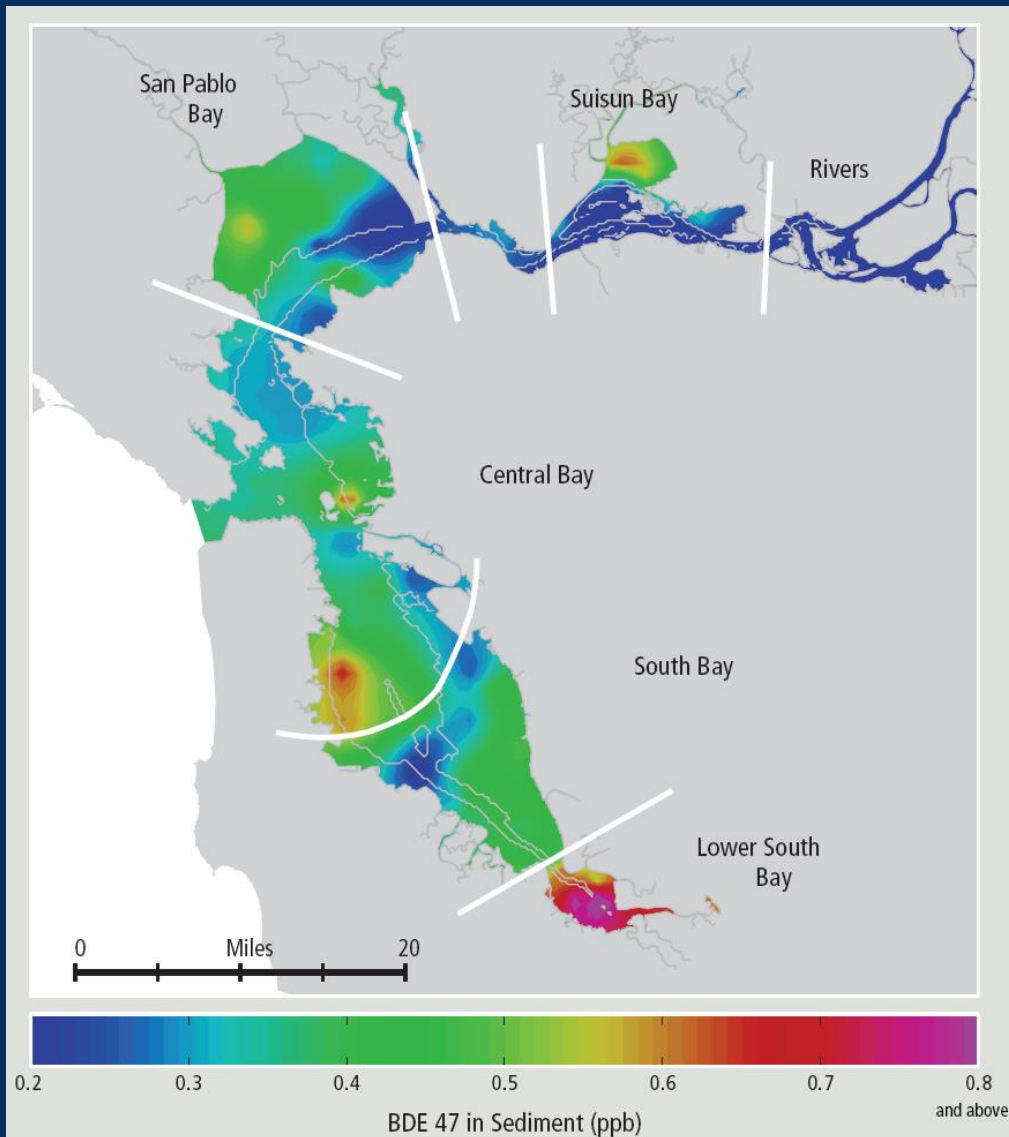 San Pablo
Bay
Suisun Bay
Rivers
Central Bay
South Bay
Lower South
Bay
0 Miles 20
0.2 0.3 0.4 0.5 0.6 0.7 0.8
and above
BDE 47 in Sediment (ppb)